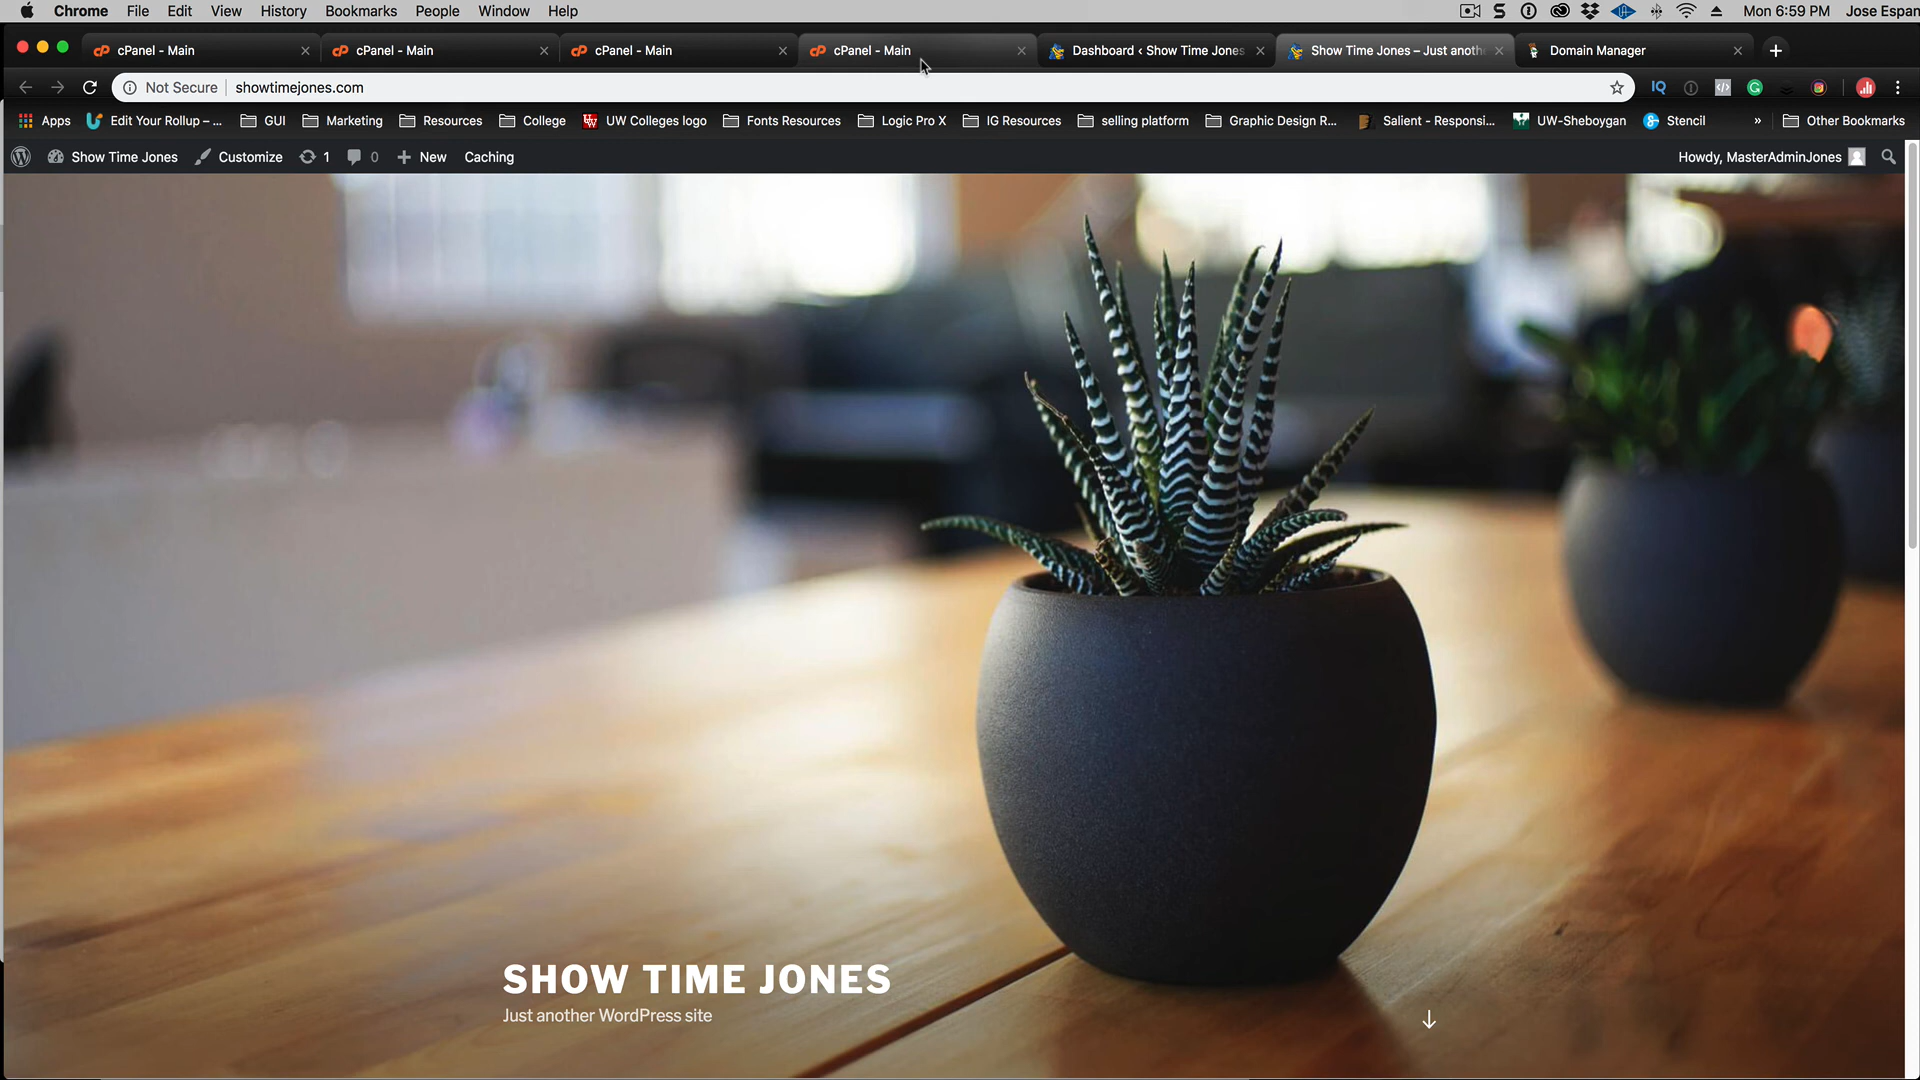 Chrome File Edit View History Bookmarks People Window Help Mon 6:59 PM Jose Espan
cPanel - Main cPanel - Main cPanel - Main cPanel - Main Dashboard ‹ Show Time Jones Show Time Jones – Just anoth Domain Manager
Not Secure showtimejones.com
Apps Edit Your Rollup – ... GUI Marketing Resources College UW Colleges logo Fonts Resources Logic Pro X IG Resources selling platform Graphic Design R... Salient - Responsi... UW-Sheboygan Stencil » Other Bookmarks
Show Time Jones Customize 1 0 New Caching Howdy, MasterAdminJones
SHOW TIME JONES
Just another WordPress site